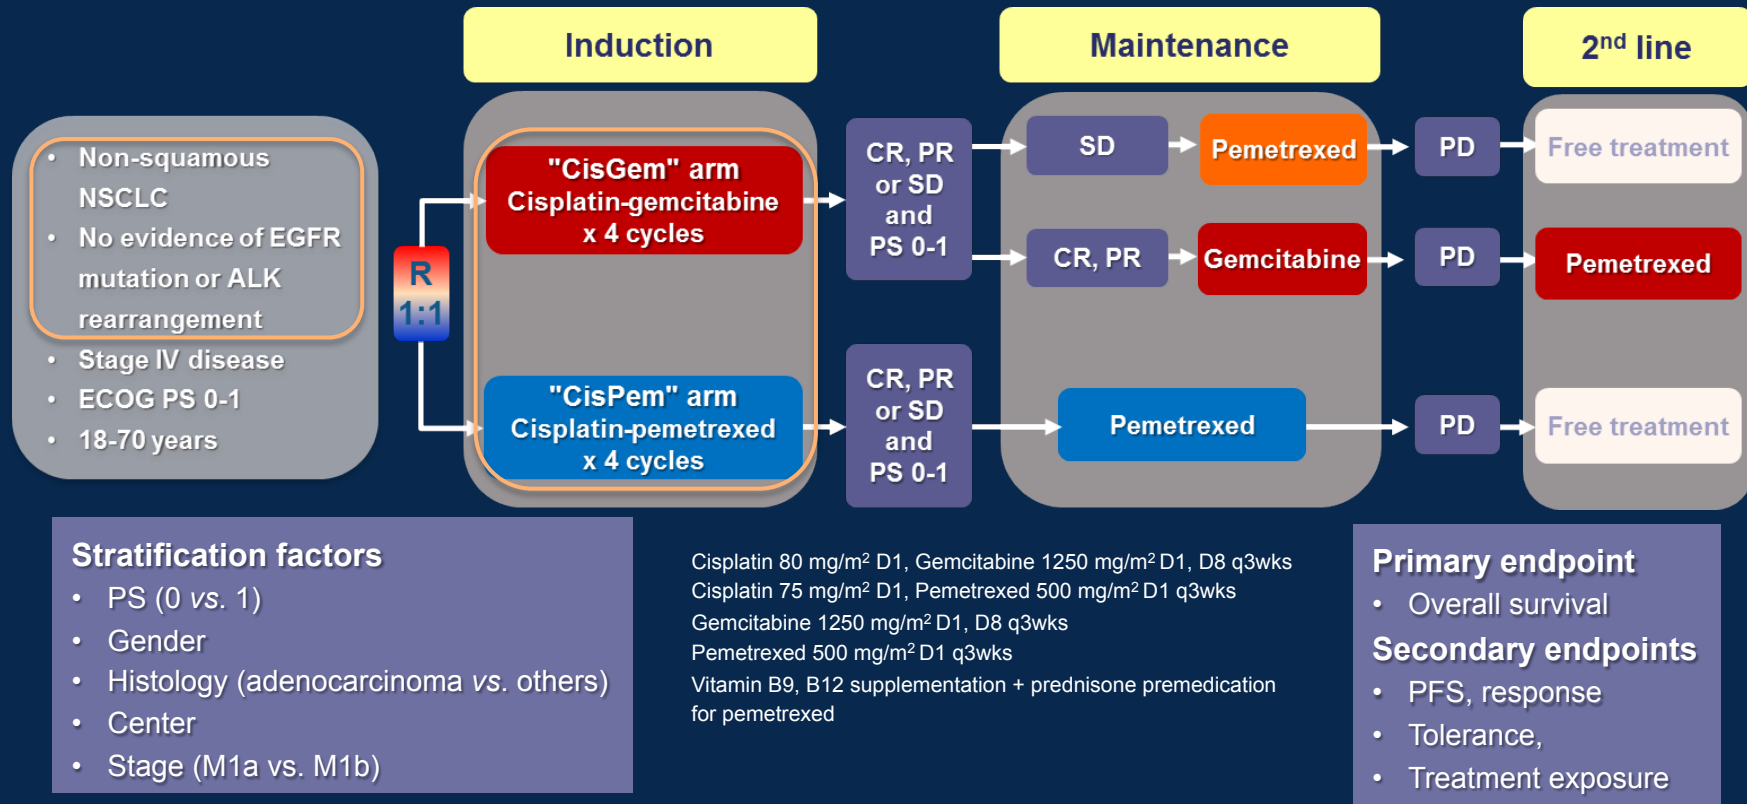 Induction
Maintenance
2nd line
• Non-squamous
NSCLC
• No evidence of EGFR
mutation or ALK
rearrangement
• Stage IV disease
• ECOG PS 0-1
• 18-70 years
R
1:1
"CisGem" arm
Cisplatin-gemcitabine
x 4 cycles
CR, PR
or SD
and
PS 0-1
SD
Pemetrexed
PD
Free treatment
CR, PR
Gemcitabine
PD
Pemetrexed
"CisPem" arm
Cisplatin-pemetrexed
x 4 cycles
CR, PR
or SD
and
PS 0-1
Pemetrexed
PD
Free treatment
Stratification factors
• PS (0 vs. 1)
• Gender
• Histology (adenocarcinoma vs. others)
• Center
• Stage (M1a vs. M1b)
Cisplatin 80 mg/m² D1, Gemcitabine 1250 mg/m² D1, D8 q3wks
Cisplatin 75 mg/m² D1, Pemetrexed 500 mg/m² D1 q3wks
Gemcitabine 1250 mg/m² D1, D8 q3wks
Pemetrexed 500 mg/m² D1 q3wks
Vitamin B9, B12 supplementation + prednisone premedication
for pemetrexed
Primary endpoint
• Overall survival
Secondary endpoints
• PFS, response
• Tolerance,
• Treatment exposure